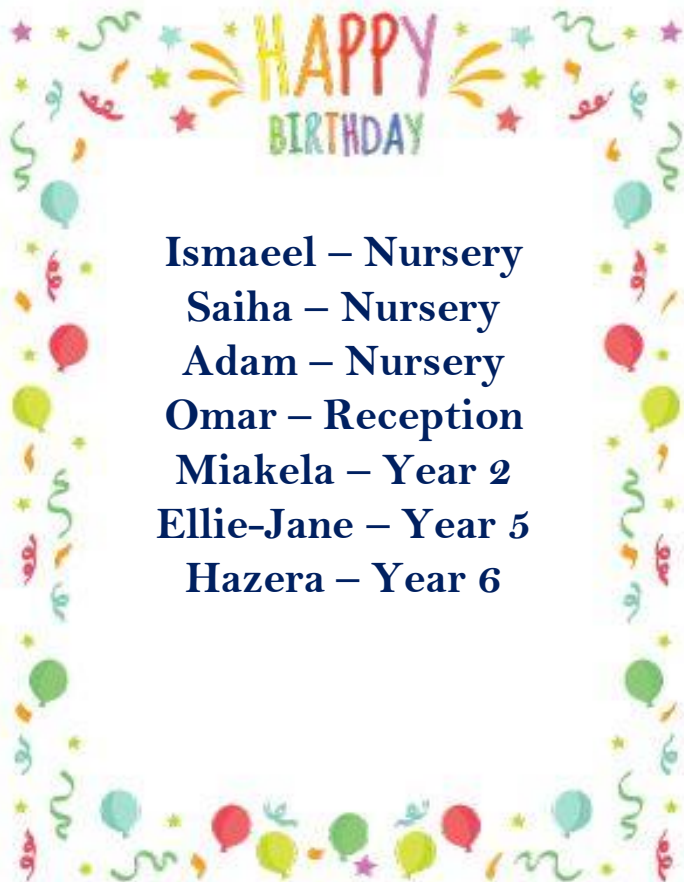 HAPPY
BIRTHDAY
Ismaeel – Nursery
Saiha – Nursery
Adam – Nursery
Omar – Reception
Miakela – Year 2
Ellie-Jane – Year 5
Hazera – Year 6